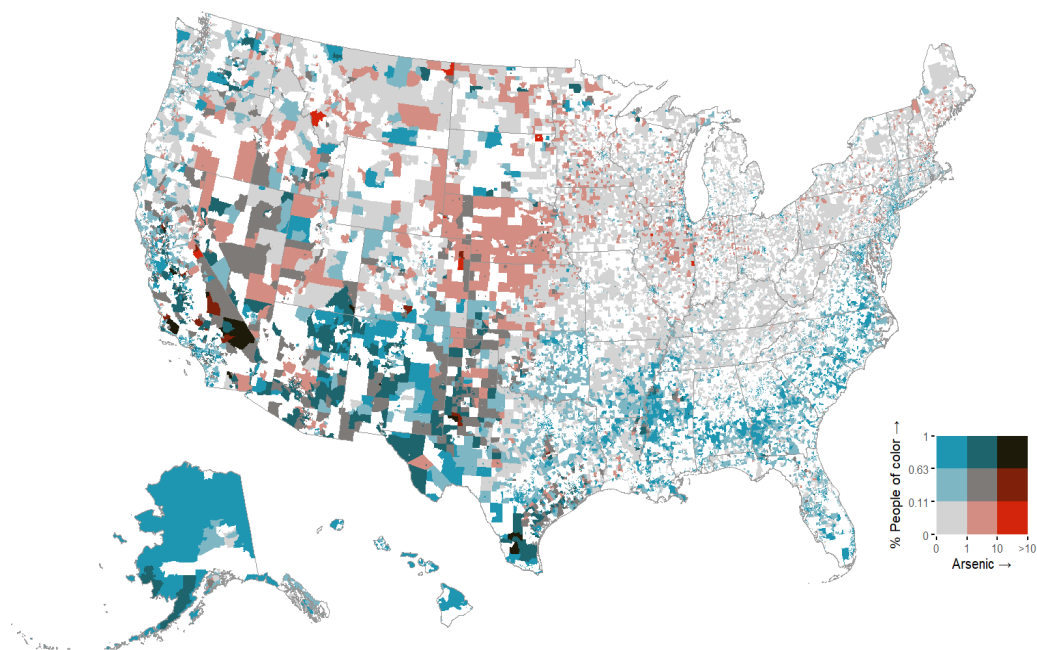 % People of color →
1
0.63
0.11
0
0 1 10 >10
Arsenic →